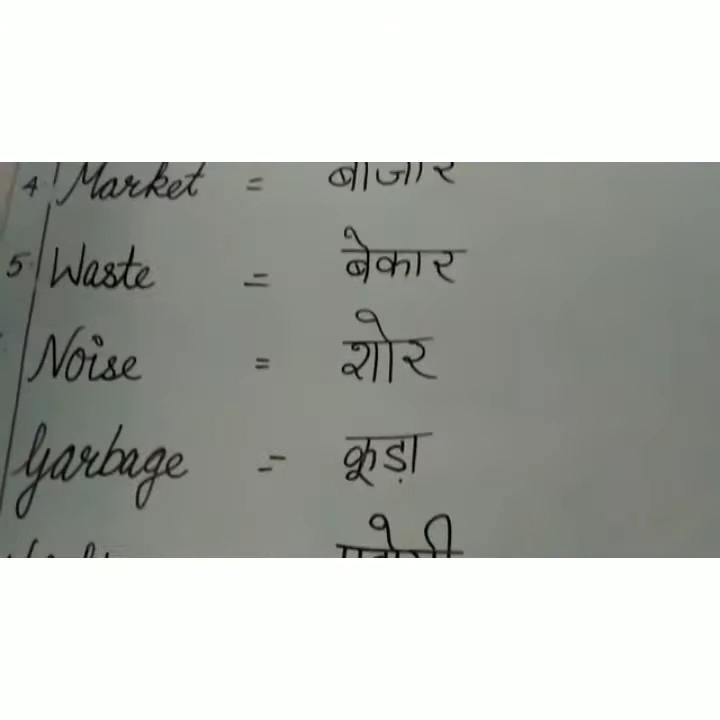 4 Market = बाजार
5 Waste = बेकार
Noise = शोर
Garbage = कूड़ा